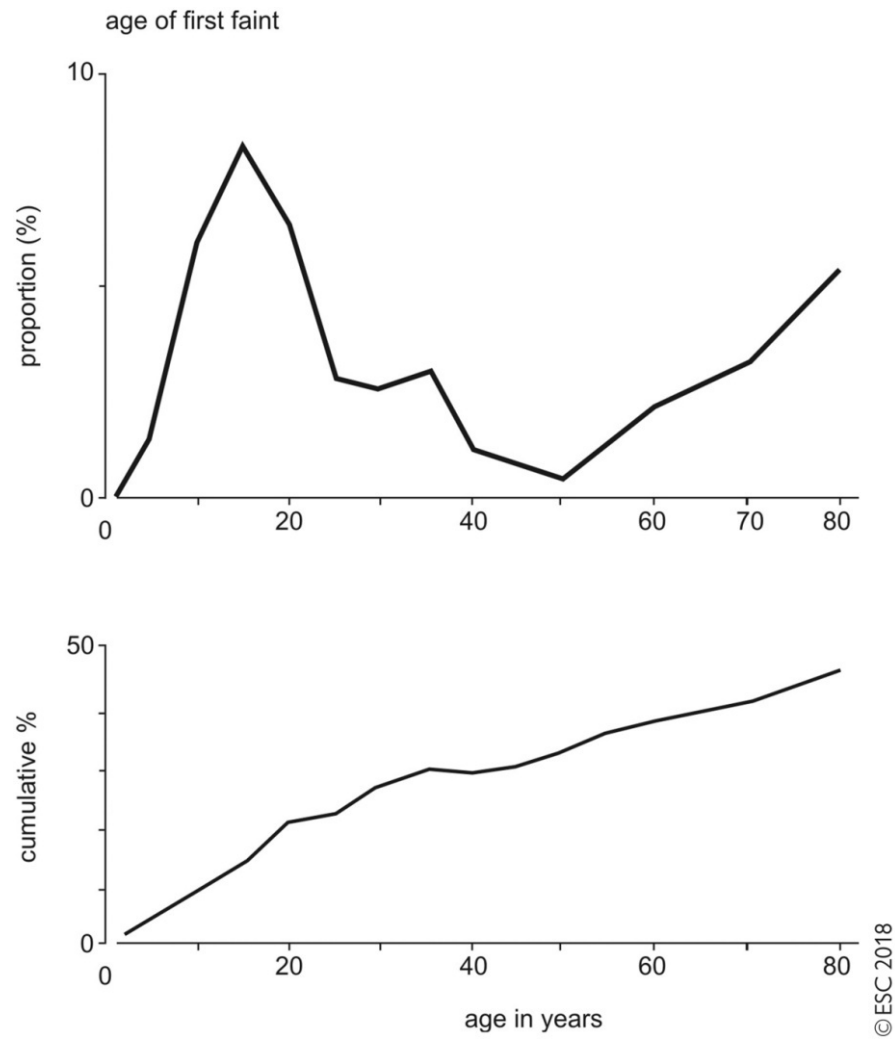 age of first faint
10
proportion (%)
0
0 20 40 60 70 80
50
cumulative %
0
0 20 40 60 80
age in years
© ESC 2018